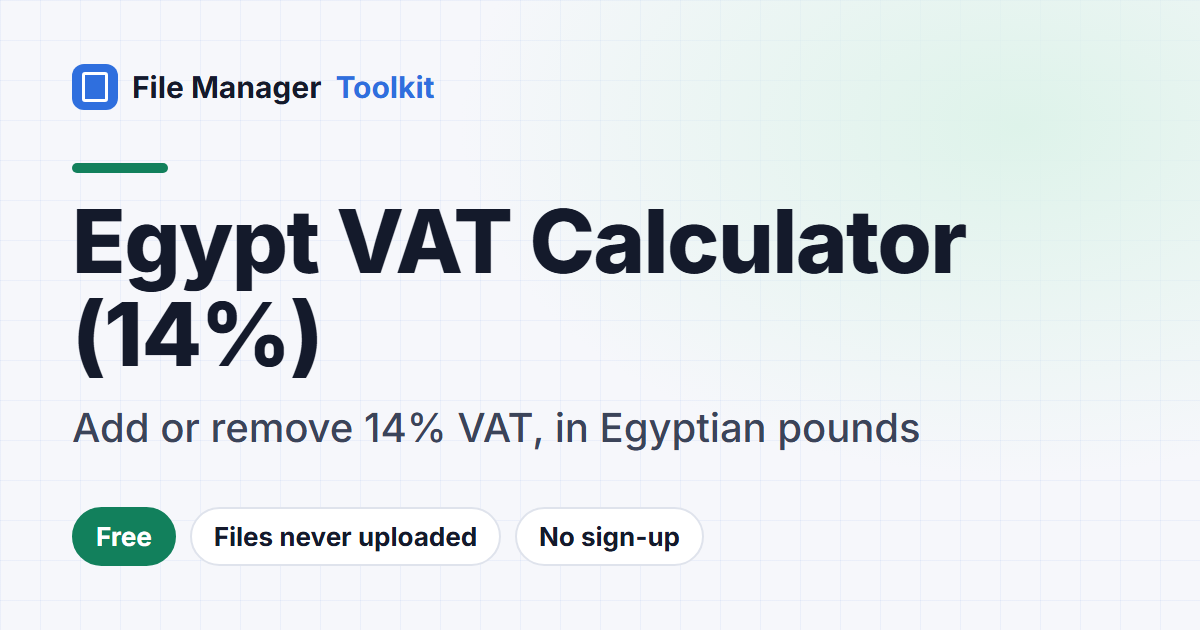 File Manager Toolkit
Egypt VAT Calculator
(14%)
Add or remove 14% VAT, in Egyptian pounds
Free
Files never uploaded
No sign-up